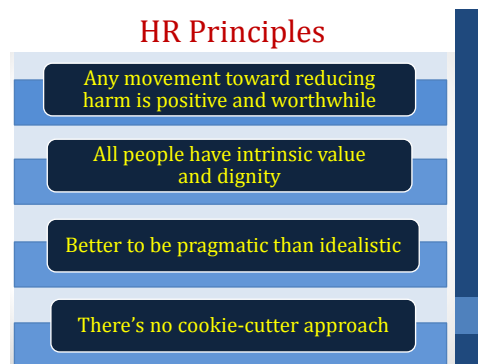 HR Principles
Any movement toward reducing
harm is positive and worthwhile
All people have intrinsic value
and dignity
Better to be pragmatic than idealistic
There’s no cookie-cutter approach